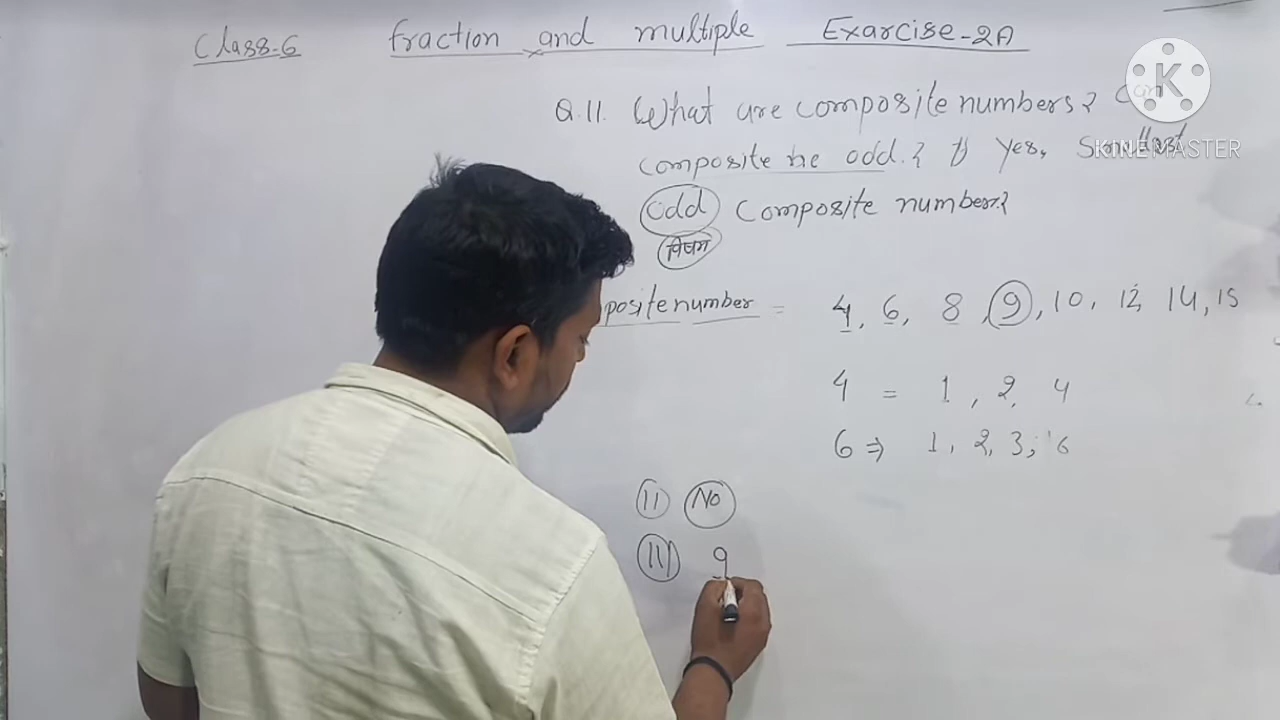 Class-6 fraction and multiple Exarcise-2A
Q.11. What are composite numbers? Can
composite be odd.? If Yes, Smallest
odd composite number?
विषम
posite number = 4, 6, 8, 9, 10, 12, 14, 15
4 = 1, 2, 4
6 ⇒ 1, 2, 3, 6
II No
III 9
K
KINEMASTER